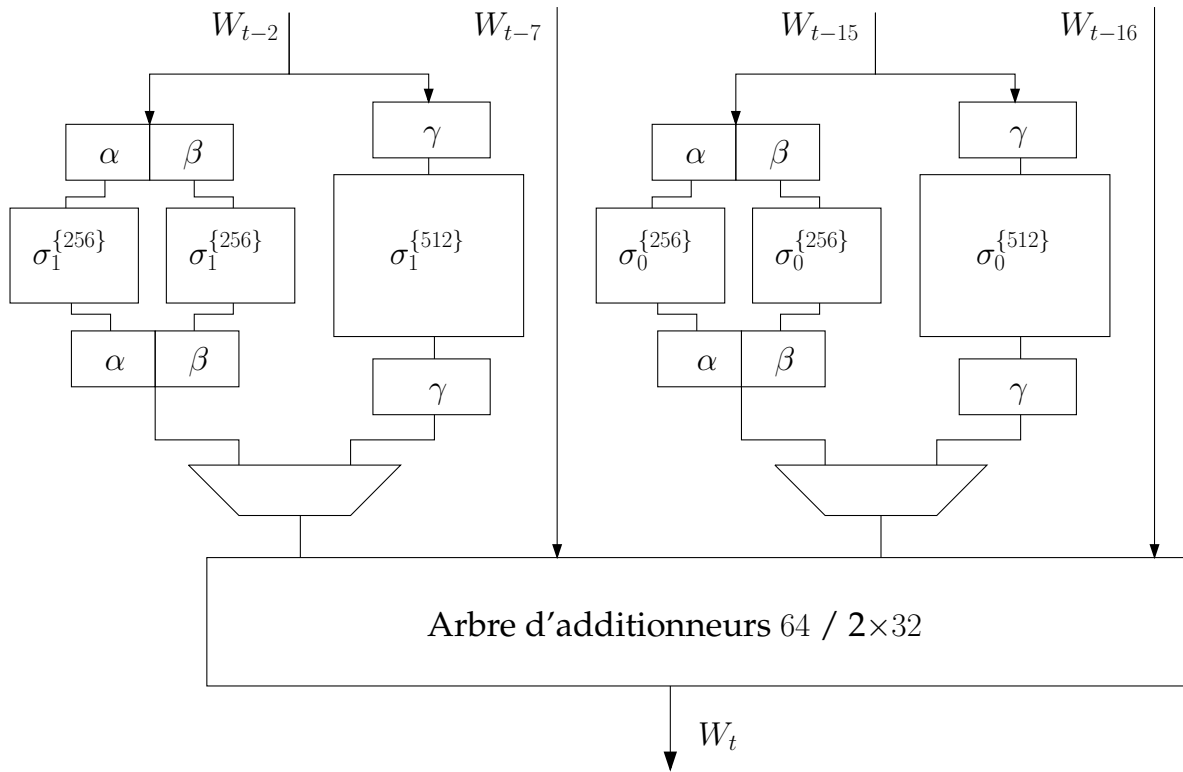 W_{t−2} W_{t−7} W_{t−15} W_{t−16}
α β γ α β γ
σ_1^{256} σ_1^{256} σ_1^{512} σ_0^{256} σ_0^{256} σ_0^{512}
α β γ α β γ
Arbre d'additionneurs 64 / 2×32
W_t